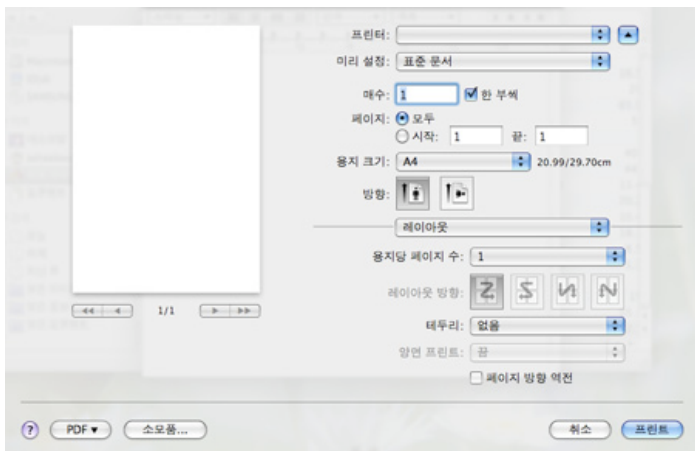 프린터:
미리 설정: 표준 문서
매수: 1 한 부씩
페이지: 모두
시작: 1 끝: 1
용지 크기: A4 20.99/29.70cm
방향:
레이아웃
용지당 페이지 수: 1
레이아웃 방향:
테두리: 없음
양면 프린트: 끔
페이지 방향 역전
1/1
? PDF ▼ 소모품... 취소 프린트